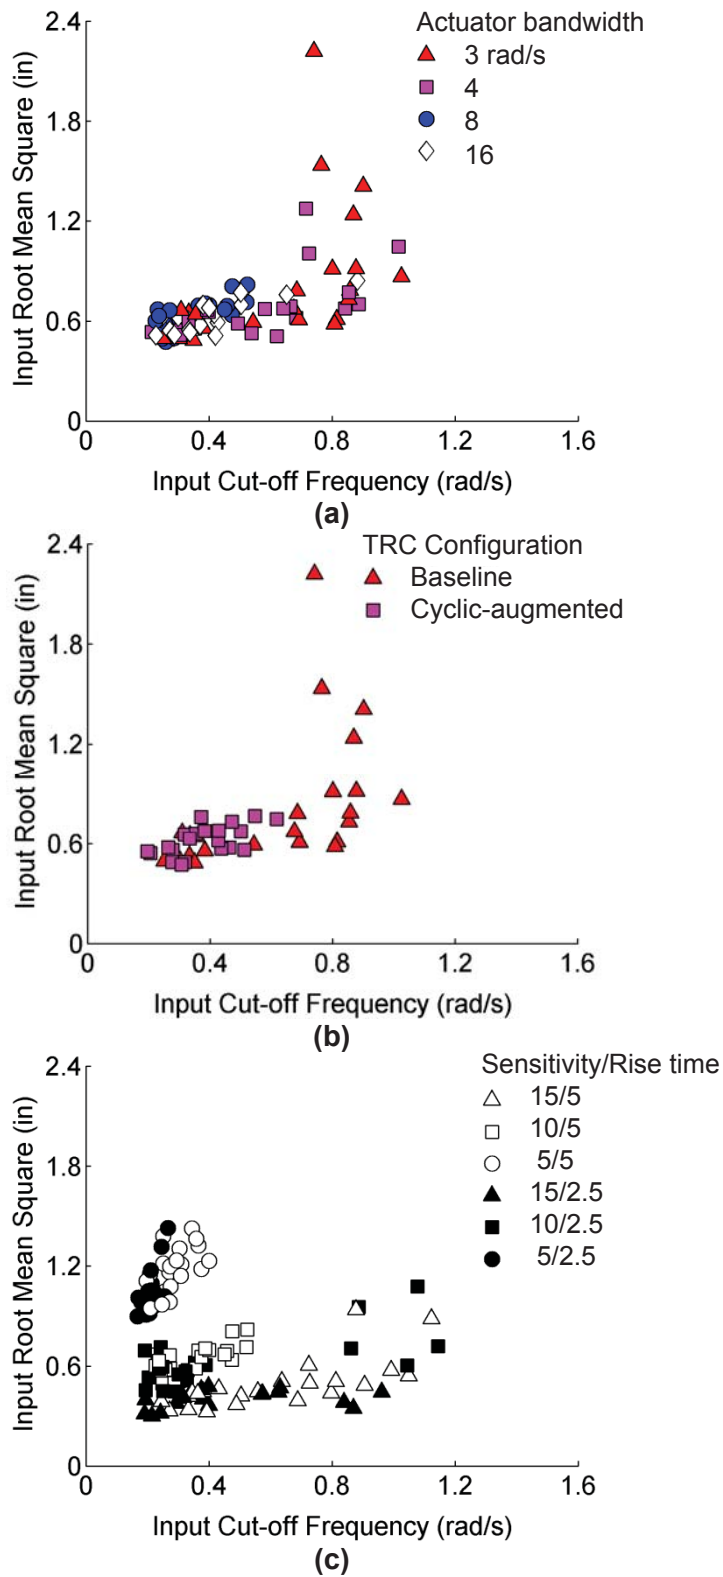 Actuator bandwidth
3 rad/s
4
8
16
2.4
1.8
1.2
0.6
0
0 0.4 0.8 1.2 1.6
Input Root Mean Square (in)
Input Cut-off Frequency (rad/s)
(a)
TRC Configuration
Baseline
Cyclic-augmented
2.4
1.8
1.2
0.6
0
0 0.4 0.8 1.2 1.6
Input Root Mean Square (in)
Input Cut-off Frequency (rad/s)
(b)
Sensitivity/Rise time
15/5
10/5
5/5
15/2.5
10/2.5
5/2.5
2.4
1.8
1.2
0.6
0
0 0.4 0.8 1.2 1.6
Input Root Mean Square (in)
Input Cut-off Frequency (rad/s)
(c)